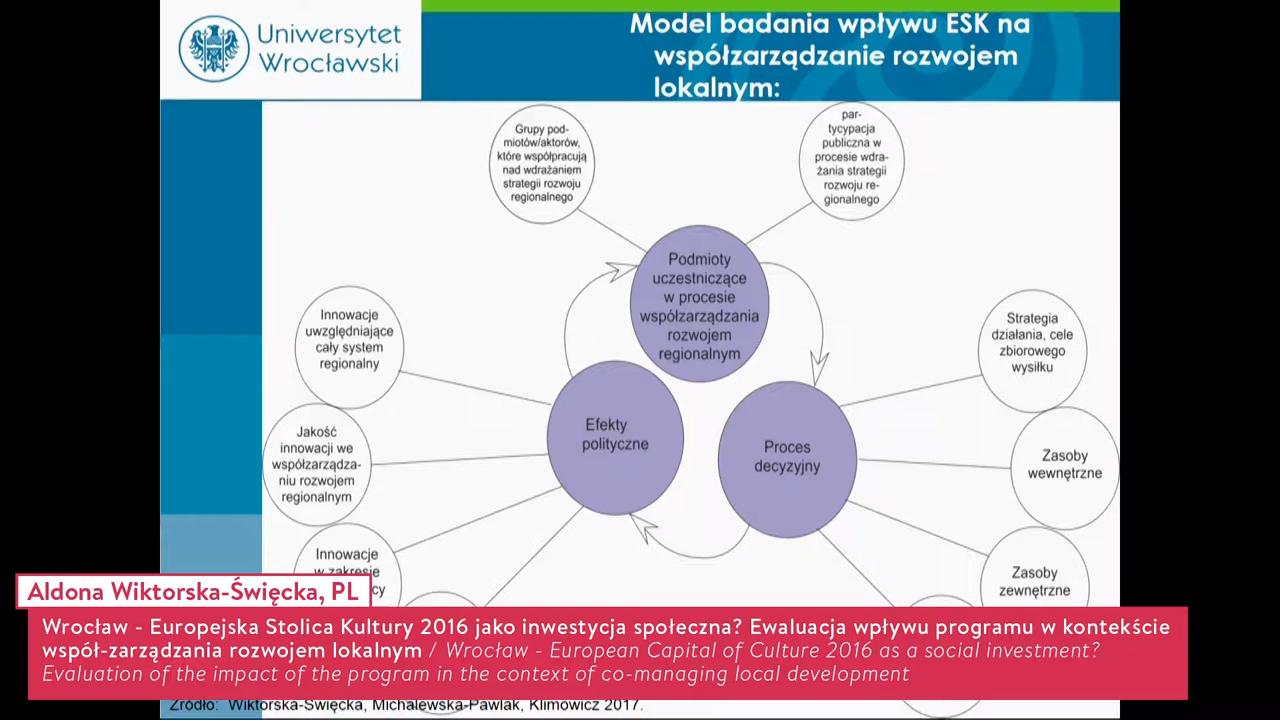 Uniwersytet
Wrocławski
Model badania wpływu ESK na
współzarządzanie rozwojem
lokalnym:
Grupy pod-
miotów/aktorów,
które współpracują
nad wdrażaniem
strategii rozwoju
regionalnego
par-
tycypacja
publiczna w
procesie wdra-
żania strategii
rozwoju re-
gionalnego
Podmioty
uczestniczące
w procesie
współzarządzania
rozwojem
regionalnym
Innowacje
uwzględniające
cały system
regionalny
Strategia
działania, cele
zbiorowego
wysiłku
Jakość
innowacji we
współzarządza-
niu rozwojem
regionalnym
Efekty
polityczne
Proces
decyzyjny
Zasoby
wewnętrzne
Innowacje
w zakresie
Zasoby
zewnętrzne
Aldona Wiktorska-Święcka, PL
Wrocław - Europejska Stolica Kultury 2016 jako inwestycja społeczna? Ewaluacja wpływu programu w kontekście
współ-zarządzania rozwojem lokalnym / Wrocław - European Capital of Culture 2016 as a social investment?
Evaluation of the impact of the program in the context of co-managing local development
Źródło: Wiktorska-Święcka, Michalewska-Pawlak, Klimowicz 2017.